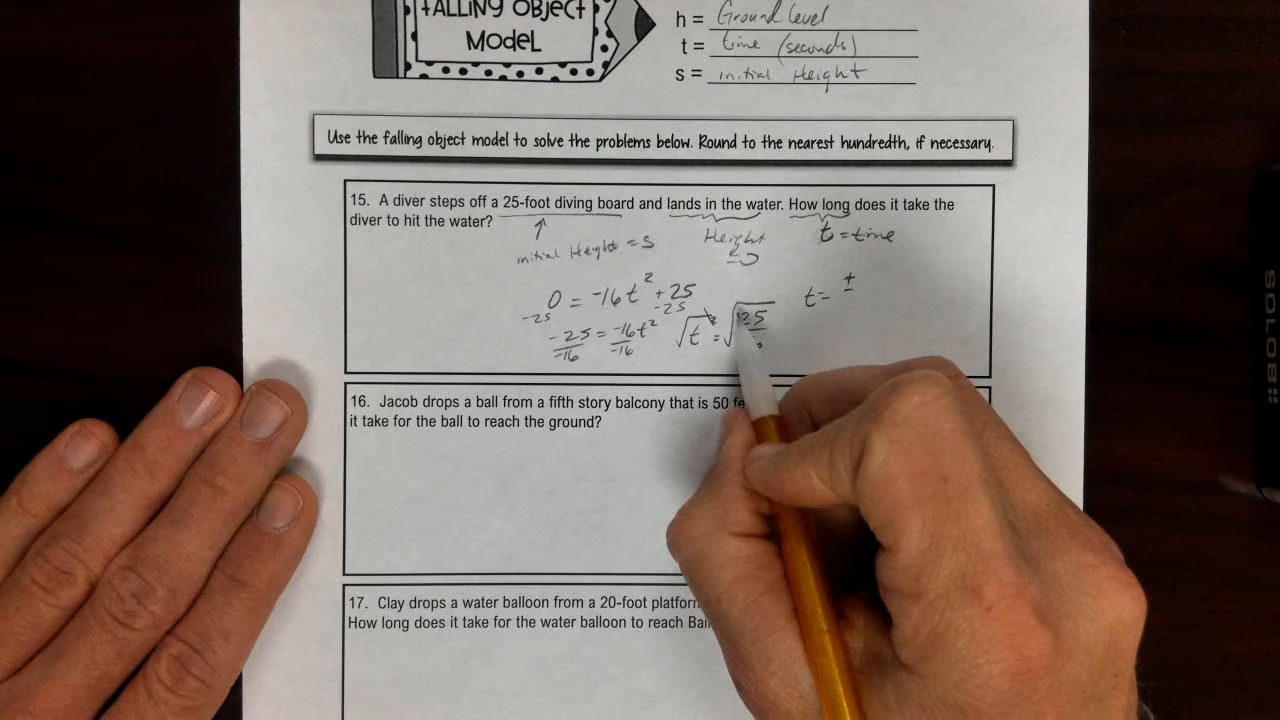 FALLING OBJECT
MODEL
h = Ground level
t = time (seconds)
s = initial Height
Use the falling object model to solve the problems below. Round to the nearest hundredth, if necessary.
15. A diver steps off a 25-foot diving board and lands in the water. How long does it take the
diver to hit the water?
initial Height = s
Height
= 0
t = time
0 = -16t² + 25
-25 -25
-25 = -16t²
-16 -16
√t² = √25
t = ±
16. Jacob drops a ball from a fifth story balcony that is 50
it take for the ball to reach the ground?
17. Clay drops a water balloon from a 20-foot
How long does it take for the water balloon to reach
SOLO